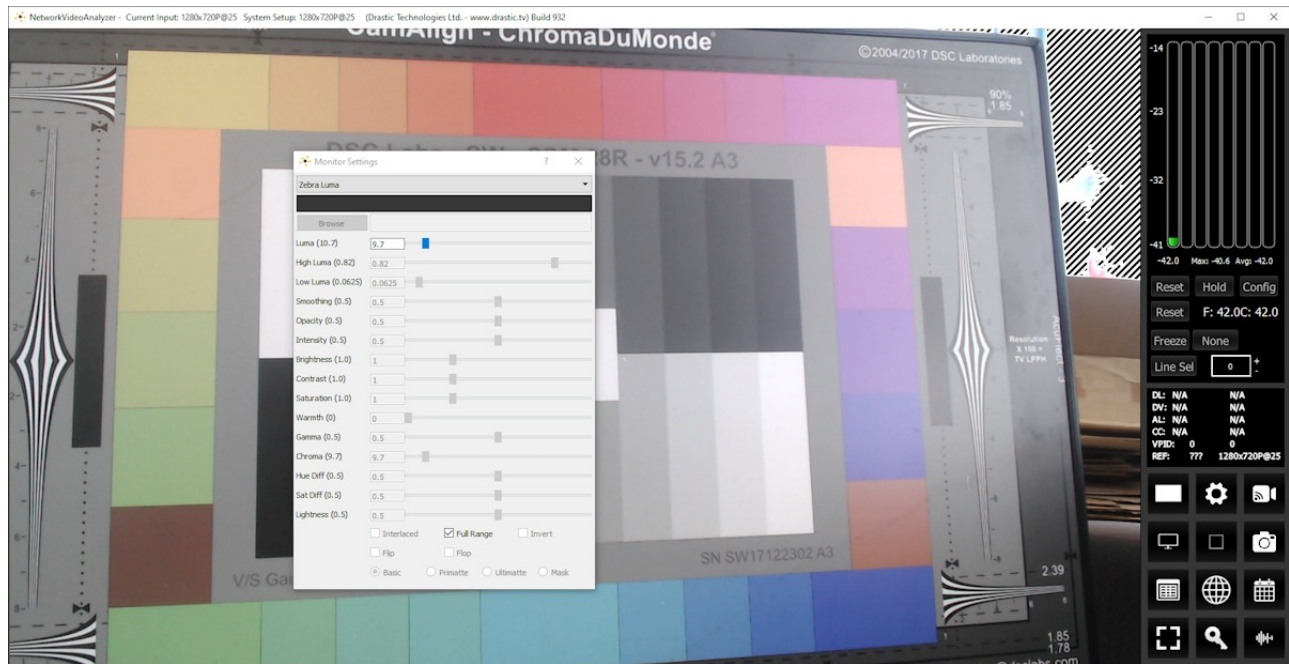 NetworkVideoAnalyzer - Current Input: 1280x720P@25 System Setup: 1280x720P@25 (Drastic Technologies Ltd. - www.drastic.tv) Build 932
CamAlign - ChromaDuMonde
©2004/2017 DSC Laboratories
90%
1.85
28R - v15.2 A3
Monitor Settings
Zebra Luma
Browse
Luma (10.7) 9.7
High Luma (0.82) 0.82
Low Luma (0.0625) 0.0625
Smoothing (0.5) 0.5
Opacity (0.5) 0.5
Intensity (0.5) 0.5
Brightness (1.0) 1
Contrast (1.0) 1
Saturation (1.0) 1
Warmth (0) 0
Gamma (0.5) 0.5
Chroma (9.7) 9.7
Hue Diff (0.5) 0.5
Sat Diff (0.5) 0.5
Lightness (0.5) 0.5
Interlaced Full Range Invert
Flip Flop
Basic Primatte Ultimatte Mask
Resolution
X 100 =
TV LPPH
SN SW17122302 A3
V/S Ga
2.39
1.85
1.78
-14
-23
-32
-41
-42.0 Max: -40.6 Avg: -42.0
Reset Hold Config
Reset F: 42.0C: 42.0
Freeze None
Line Sel 0 + -
DL: N/A N/A
DV: N/A N/A
AL: N/A N/A
CC: N/A N/A
VPID: 0 0
REF: ??? 1280x720P@25